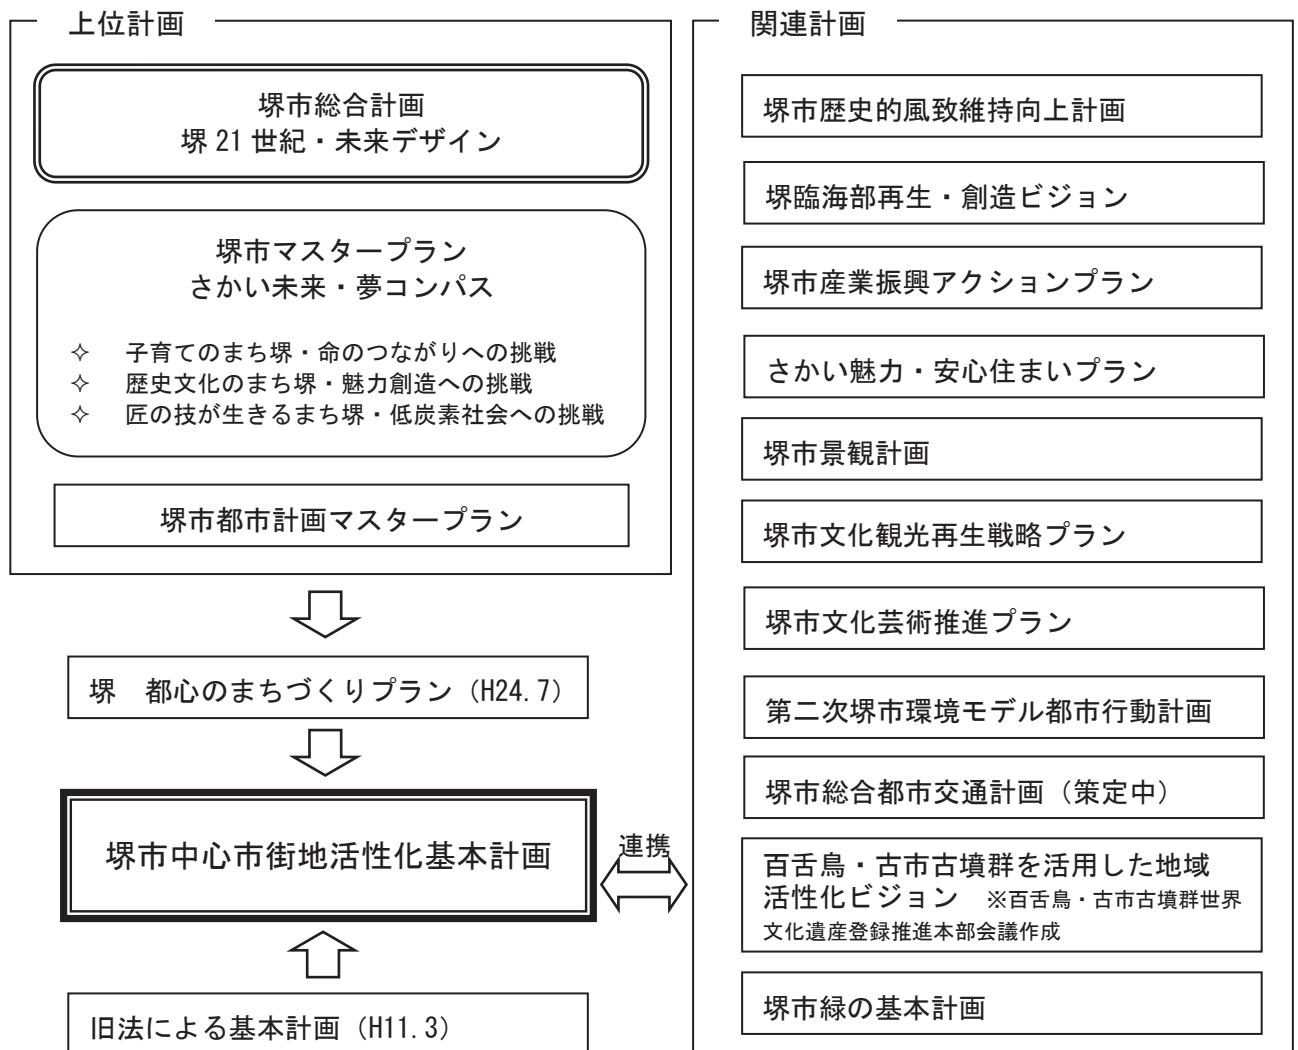 上位計画
堺市総合計画
堺 21 世紀・未来デザイン
堺市マスタープラン
さかい未来・夢コンパス
✧ 子育てのまち堺・命のつながりへの挑戦
✧ 歴史文化のまち堺・魅力創造への挑戦
✧ 匠の技が生きるまち堺・低炭素社会への挑戦
堺市都市計画マスタープラン
堺　都心のまちづくりプラン（H24.7）
堺市中心市街地活性化基本計画
連携
旧法による基本計画（H11.3）
関連計画
堺市歴史的風致維持向上計画
堺臨海部再生・創造ビジョン
堺市産業振興アクションプラン
さかい魅力・安心住まいプラン
堺市景観計画
堺市文化観光再生戦略プラン
堺市文化芸術推進プラン
第二次堺市環境モデル都市行動計画
堺市総合都市交通計画（策定中）
百舌鳥・古市古墳群を活用した地域
活性化ビジョン　※百舌鳥・古市古墳群世界
文化遺産登録推進本部会議作成
堺市緑の基本計画